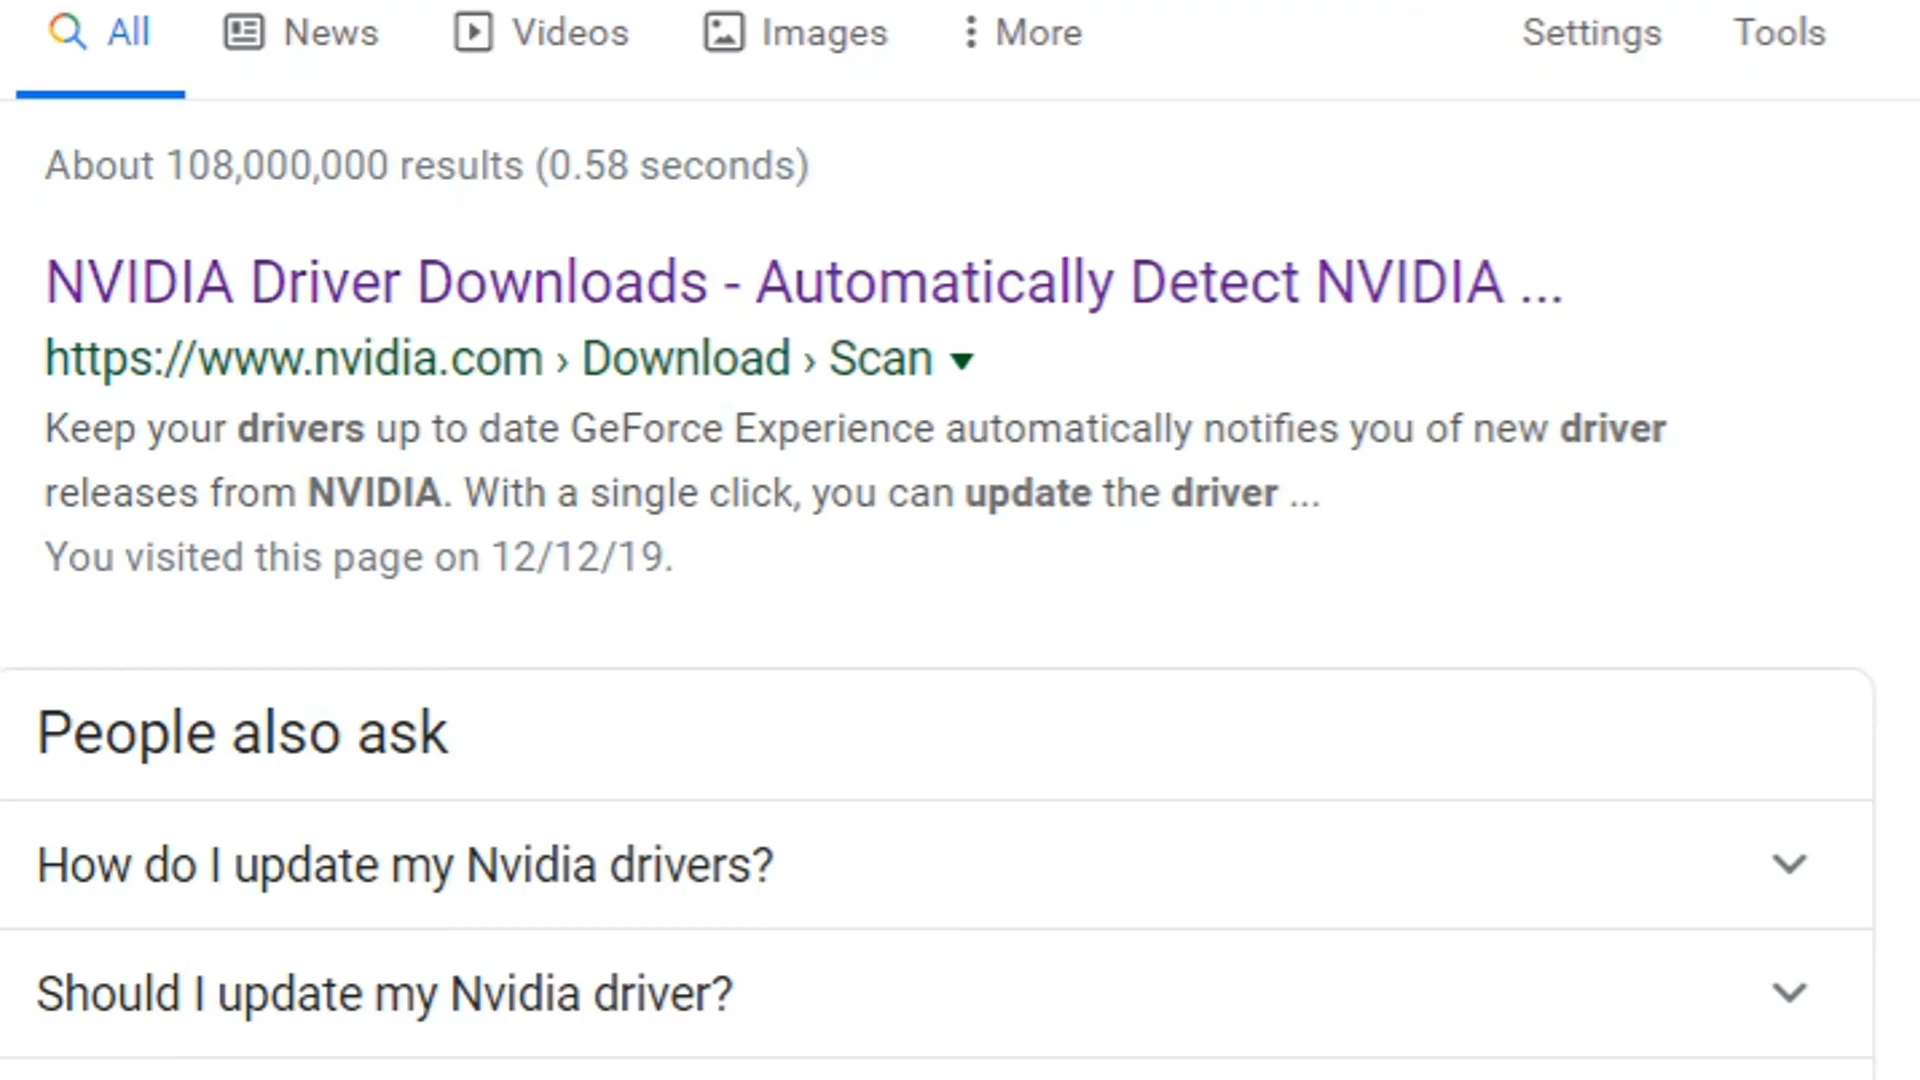 All News Videos Images More Settings Tools
About 108,000,000 results (0.58 seconds)
NVIDIA Driver Downloads - Automatically Detect NVIDIA ...
https://www.nvidia.com › Download › Scan
Keep your drivers up to date GeForce Experience automatically notifies you of new driver
releases from NVIDIA. With a single click, you can update the driver ...
You visited this page on 12/12/19.
People also ask
How do I update my Nvidia drivers?
Should I update my Nvidia driver?